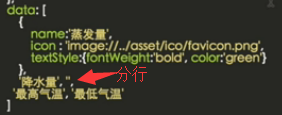 data: [
{
name:'蒸发量',
icon : 'image://../asset/ico/favicon.png',
textStyle:{fontWeight:'bold', color:'green'}
},
'降水量', '', 分行
'最高气温', '最低气温'
]